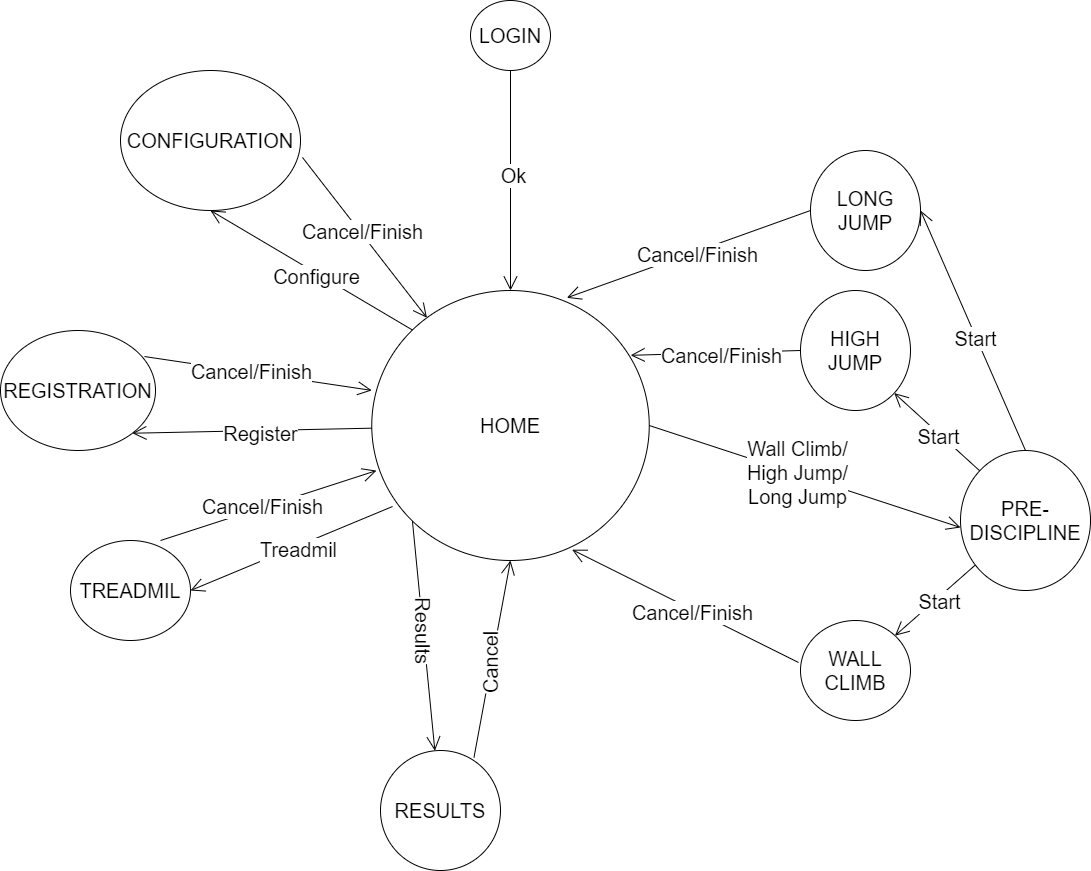 LOGIN
CONFIGURATION
Ok
LONG
JUMP
Cancel/Finish
Cancel/Finish
Configure
HIGH
JUMP
Start
Cancel/Finish
Cancel/Finish
REGISTRATION
HOME
Register
Start
Wall Climb/
High Jump/
Long Jump
Cancel/Finish
PRE-
DISCIPLINE
Treadmil
TREADMIL
Results
Cancel
Cancel/Finish
Start
WALL
CLIMB
RESULTS